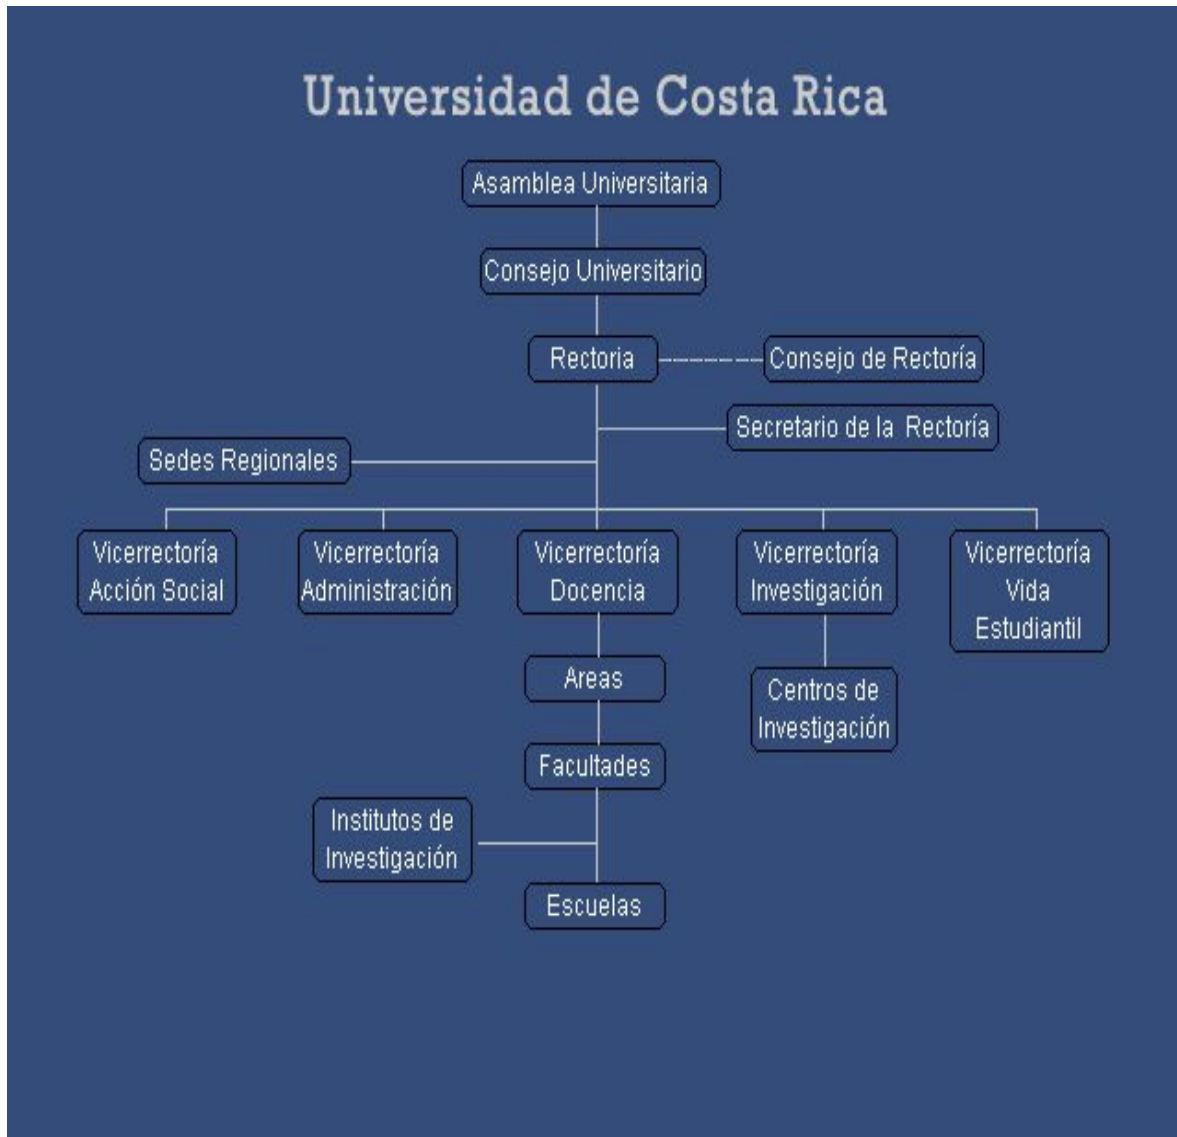 Universidad de Costa Rica
Asamblea Universitaria
Consejo Universitario
Rectoria
Consejo de Rectoría
Secretario de la Rectoría
Sedes Regionales
Vicerrectoría
Acción Social
Vicerrectoría
Administración
Vicerrectoría
Docencia
Vicerrectoría
Investigación
Vicerrectoría
Vida
Estudiantil
Areas
Centros de
Investigación
Facultades
Institutos de
Investigación
Escuelas